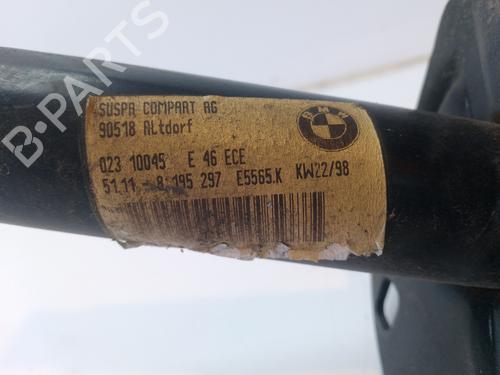 SUSPA COMPART AG
90518 Altdorf
BMW
023 10045 E 46 ECE
51.11 - 8 195 297 E5565.K KW22/98
B-PARTS